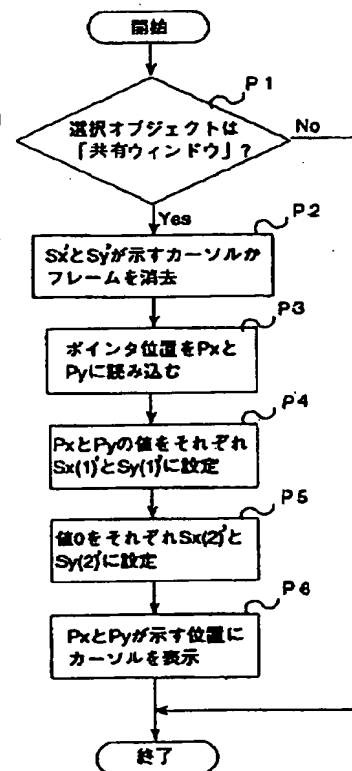 開始
P1
選択オブジェクトは
「共有ウィンドウ」?
No
Yes
P2
Sx'とSy'が示すカーソルか
フレームを消去
P3
ポインタ位置をPxと
Pyに読み込む
P4
PxとPyの値をそれぞれ
Sx(1)'とSy(1)'に設定
P5
値0をそれぞれSx(2)'と
Sy(2)'に設定
P6
PxとPyが示す位置に
カーソルを表示
終了